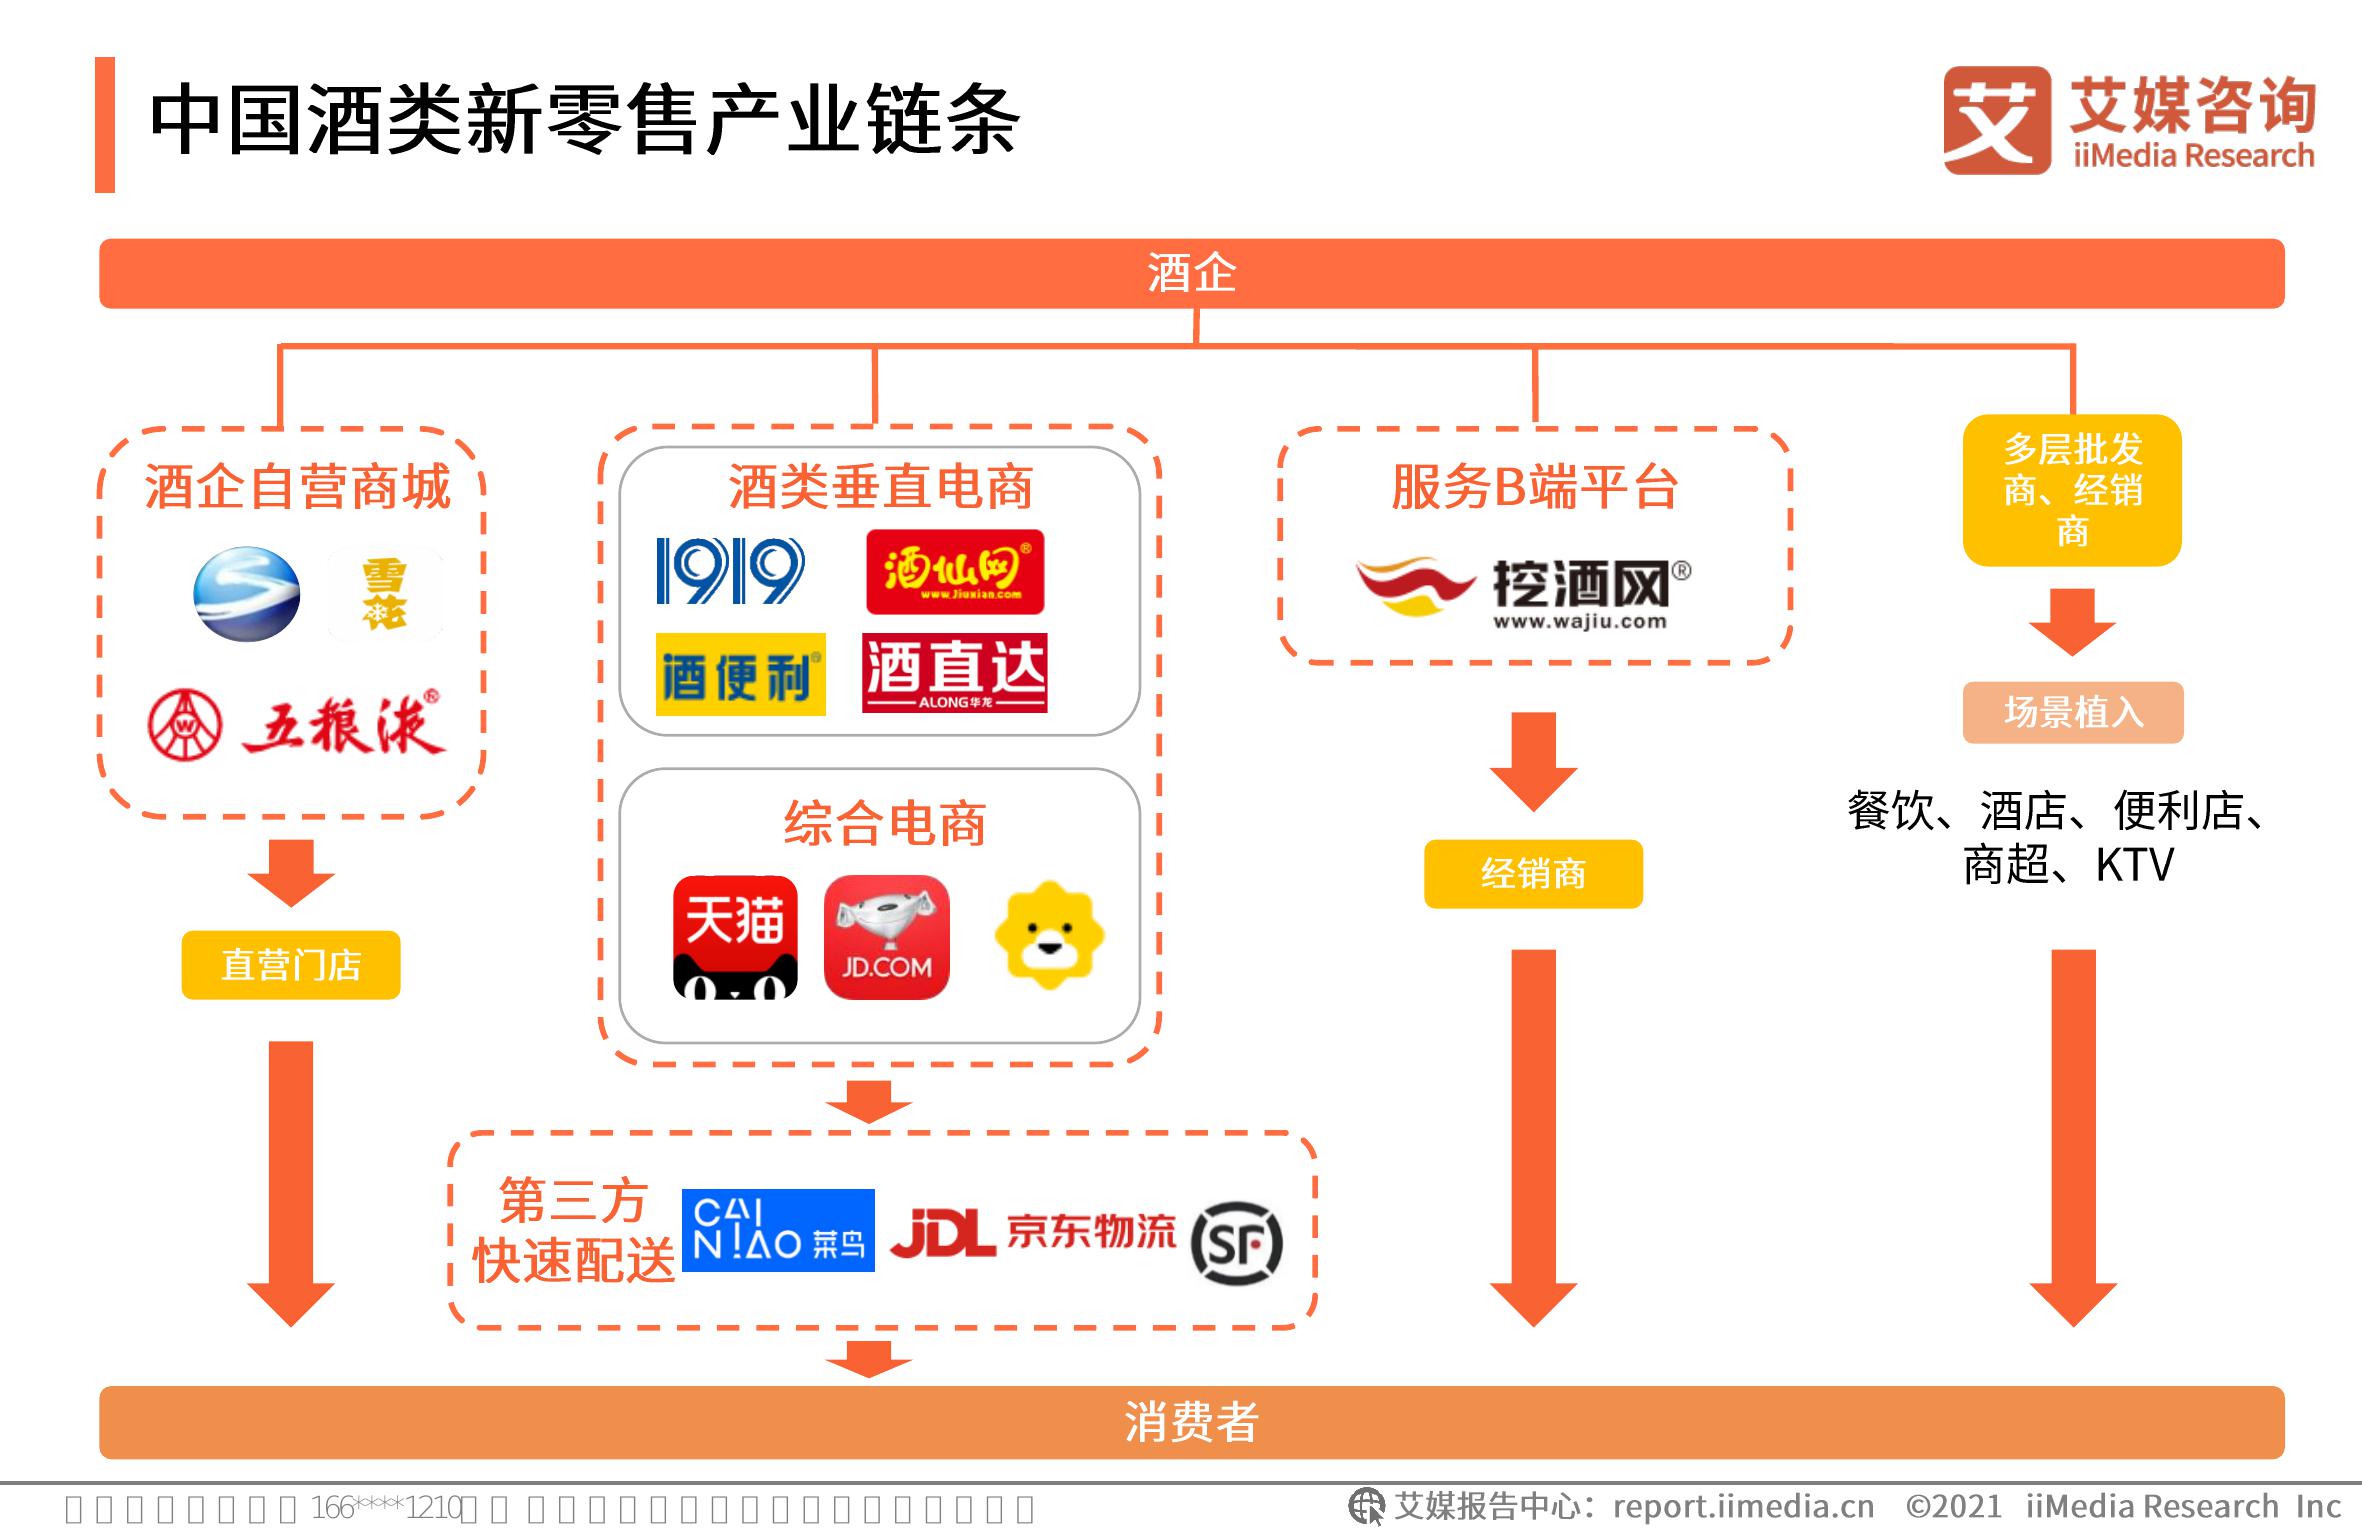 中国酒类新零售产业链条
艾媒咨询
iiMedia Research
酒企
酒企自营商城
雪花
五粮液®
酒类垂直电商
1919
酒仙网®
www.Jiuxian.com
酒便利®
酒直达
ALONG华龙
综合电商
天猫
JD.COM
服务B端平台
挖酒网®
www.wajiu.com
多层批发
商、经销
商
场景植入
餐饮、酒店、便利店、
商超、KTV
直营门店
经销商
第三方
快速配送
CAI
NIAO 菜鸟
JDL 京东物流
SF
消费者
166****1210
艾媒报告中心：report.iimedia.cn ©2021 iiMedia Research Inc